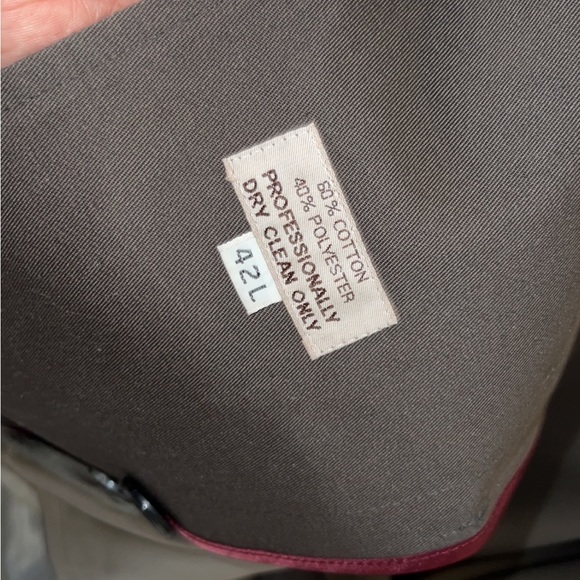 60% COTTON
40% POLYESTER
PROFESSIONALLY
DRY CLEAN ONLY
42L